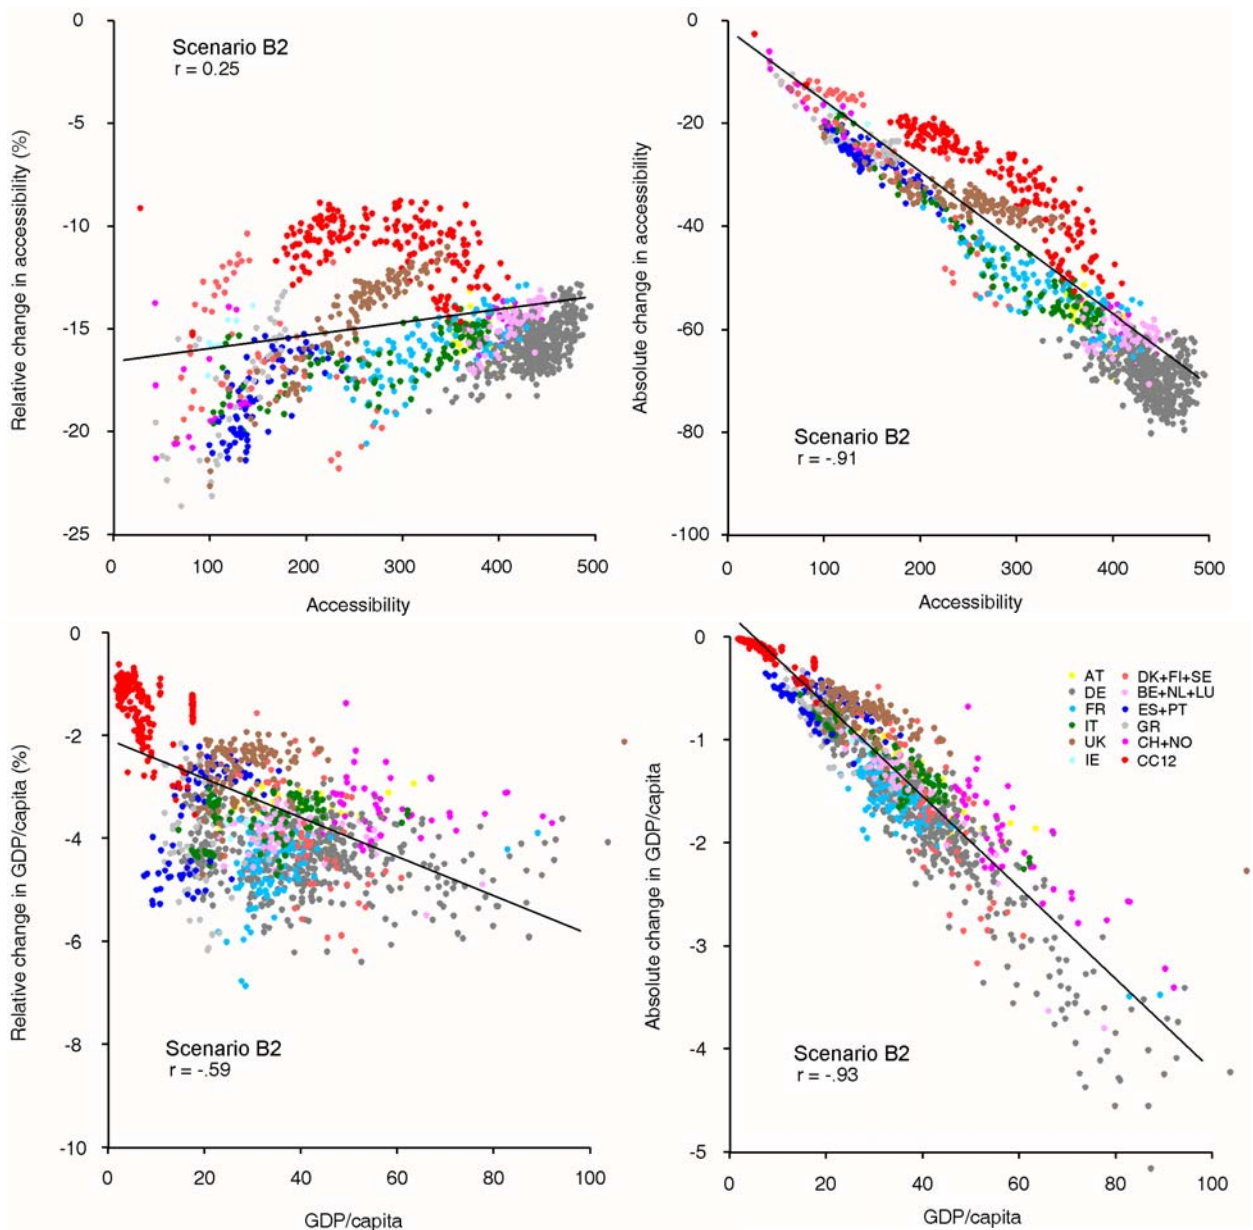 0
-5
-10
-15
-20
-25
Relative change in accessibility (%)
Scenario B2
r = 0.25
0 100 200 300 400 500
Accessibility
0
-20
-40
-60
-80
-100
Absolute change in accessibility
Scenario B2
r = -.91
0 100 200 300 400 500
Accessibility
0
-2
-4
-6
-8
-10
Relative change in GDP/capita (%)
Scenario B2
r = -.59
0 20 40 60 80 100
GDP/capita
0
-1
-2
-3
-4
-5
Absolute change in GDP/capita
AT DK+FI+SE
DE BE+NL+LU
FR ES+PT
IT GR
UK CH+NO
IE CC12
Scenario B2
r = -.93
0 20 40 60 80 100
GDP/capita